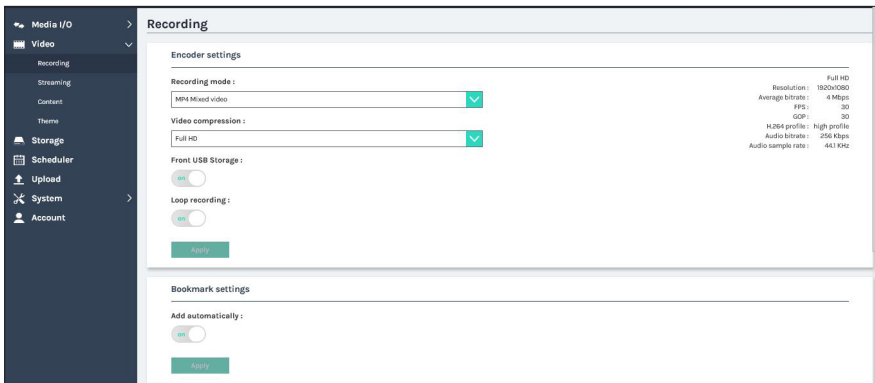 Media I/O
Video
Recording
Streaming
Content
Theme
Storage
Scheduler
Upload
System
Account
Recording
Encoder settings
Recording mode :
MP4 Mixed video
Video compression :
Full HD
Front USB Storage :
on
Loop recording :
on
Apply
Full HD
Resolution : 1920x1080
Average bitrate : 4 Mbps
FPS : 30
GOP : 30
H.264 profile : high profile
Audio bitrate : 256 Kbps
Audio sample rate : 44.1 KHz
Bookmark settings
Add automatically :
on
Apply